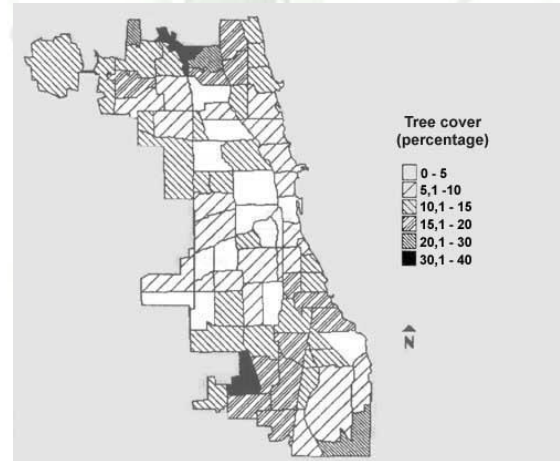 Tree cover
(percentage)
0 - 5
5,1 -10
10,1 - 15
15,1 - 20
20,1 - 30
30,1 - 40
N